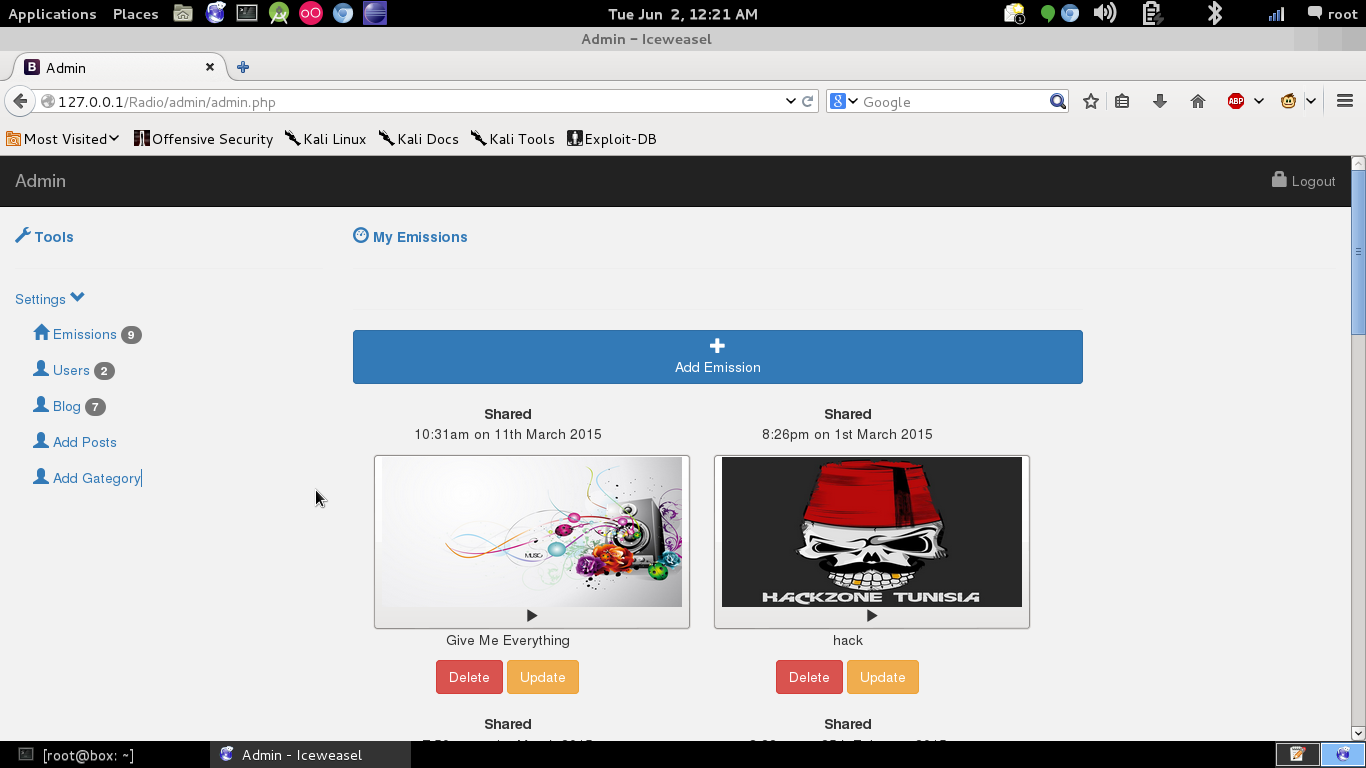 Applications Places Tue Jun 2, 12:21 AM root
Admin - Iceweasel
Admin
127.0.0.1/Radio/admin/admin.php Google ABP
Most Visited Offensive Security Kali Linux Kali Docs Kali Tools Exploit-DB
Admin Logout
Tools
My Emissions
Settings
Emissions 9
Users 2
Blog 7
Add Posts
Add Gategory
Add Emission
Shared Shared
10:31am on 11th March 2015 8:26pm on 1st March 2015
MUSIC
HACKZONE TUNISIA
Give Me Everything hack
Delete Update Delete Update
Shared Shared
[root@box: ~] Admin - Iceweasel